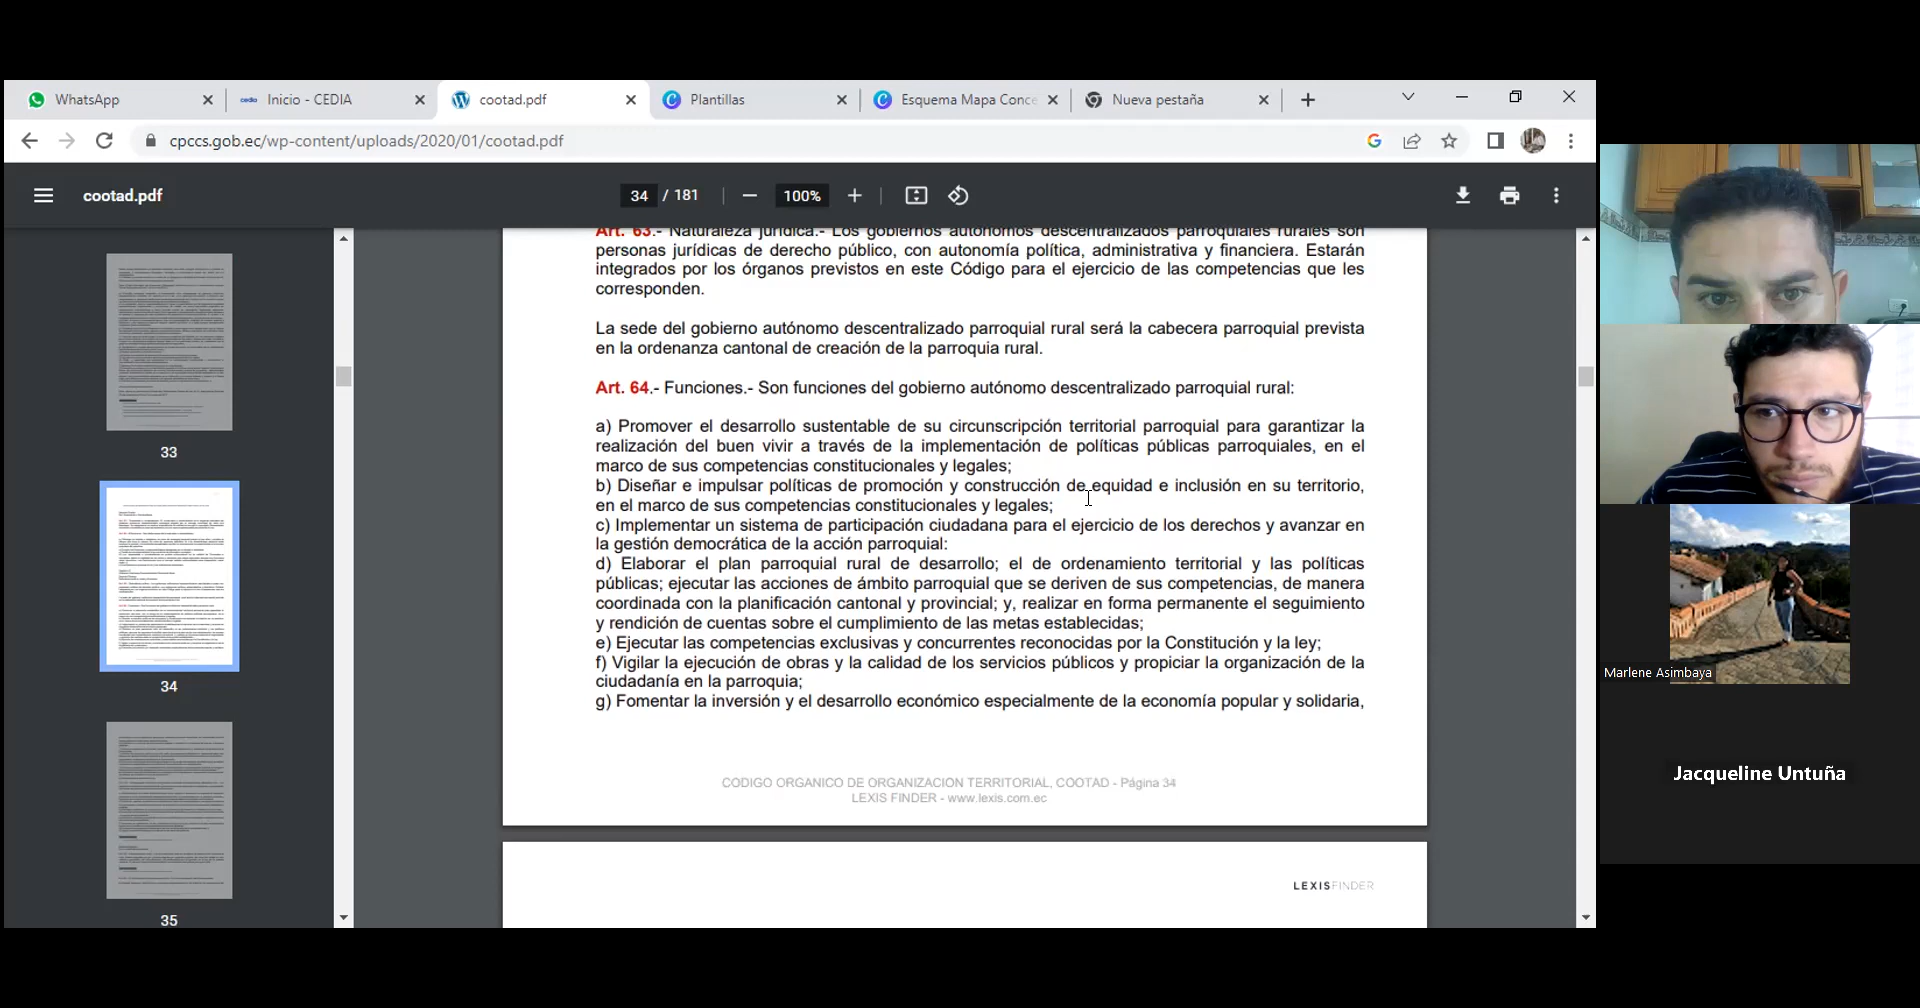 WhatsApp
cedia Inicio - CEDIA
cootad.pdf
Plantillas
Esquema Mapa Conce
Nueva pestaña
cpccs.gob.ec/wp-content/uploads/2020/01/cootad.pdf
cootad.pdf
34 / 181
100%
33
34
35
Art. 63.- Naturaleza jurídica.- Los gobiernos autónomos descentralizados parroquiales rurales son
personas jurídicas de derecho público, con autonomía política, administrativa y financiera. Estarán
integrados por los órganos previstos en este Código para el ejercicio de las competencias que les
corresponden.
La sede del gobierno autónomo descentralizado parroquial rural será la cabecera parroquial prevista
en la ordenanza cantonal de creación de la parroquia rural.
Art. 64.- Funciones.- Son funciones del gobierno autónomo descentralizado parroquial rural:
a) Promover el desarrollo sustentable de su circunscripción territorial parroquial para garantizar la
realización del buen vivir a través de la implementación de políticas públicas parroquiales, en el
marco de sus competencias constitucionales y legales;
b) Diseñar e impulsar políticas de promoción y construcción de equidad e inclusión en su territorio,
en el marco de sus competencias constitucionales y legales;
c) Implementar un sistema de participación ciudadana para el ejercicio de los derechos y avanzar en
la gestión democrática de la acción parroquial:
d) Elaborar el plan parroquial rural de desarrollo; el de ordenamiento territorial y las políticas
públicas; ejecutar las acciones de ámbito parroquial que se deriven de sus competencias, de manera
coordinada con la planificación cantonal y provincial; y, realizar en forma permanente el seguimiento
y rendición de cuentas sobre el cumplimiento de las metas establecidas;
e) Ejecutar las competencias exclusivas y concurrentes reconocidas por la Constitución y la ley;
f) Vigilar la ejecución de obras y la calidad de los servicios públicos y propiciar la organización de la
ciudadanía en la parroquia;
g) Fomentar la inversión y el desarrollo económico especialmente de la economía popular y solidaria,
CODIGO ORGANICO DE ORGANIZACION TERRITORIAL, COOTAD - Página 34
LEXIS FINDER - www.lexis.com.ec
LEXISFINDER
Marlene Asimbaya
Jacqueline Untuña